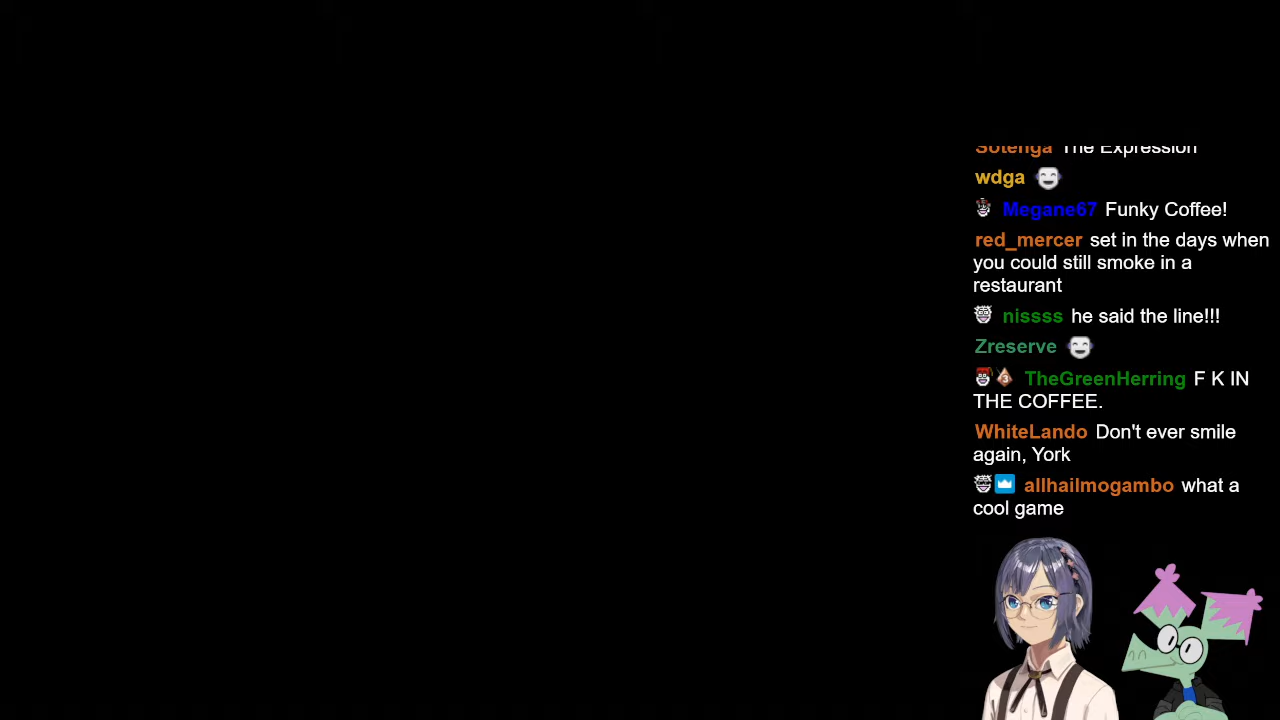 Sotenga The Expression
wdga
Megane67 Funky Coffee!
red_mercer set in the days when
you could still smoke in a
restaurant
nissss he said the line!!!
Zreserve
3 TheGreenHerring F K IN
THE COFFEE.
WhiteLando Don't ever smile
again, York
allhailmogambo what a
cool game